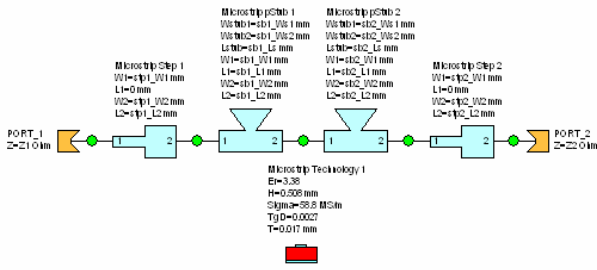 Microstrip pStub 1
Wstub1=sb1_Ws1 mm
Wstub2=sb1_Ws2 mm
Lstub=sb1_Ls mm
W1=sb1_W1 mm
L1=sb1_L1 mm
W2=sb1_W2 mm
L2=sb1_L2 mm
Microstrip pStub 2
Wstub1=sb2_Ws1 mm
Wstub2=sb2_Ws2 mm
Lstub=sb2_Ls mm
W1=sb2_W1 mm
L1=sb2_L1 mm
W2=sb2_W2 mm
L2=sb2_L2 mm
Microstrip Step 1
W1=stp1_W1 mm
L1=0 mm
W2=stp1_W2 mm
L2=stp1_L2 mm
Microstrip Step 2
W1=stp2_W1 mm
L1=0 mm
W2=stp2_W2 mm
L2=stp2_L2 mm
PORT_1
Z=Z1 Ohm
1 2
1 2
1 2
1 2
PORT_2
Z=Z2 Ohm
Microstrip Technology 1
Er=3.38
H=0.508 mm
Sigma=58.8 MS/m
TgD=0.0027
T=0.017 mm